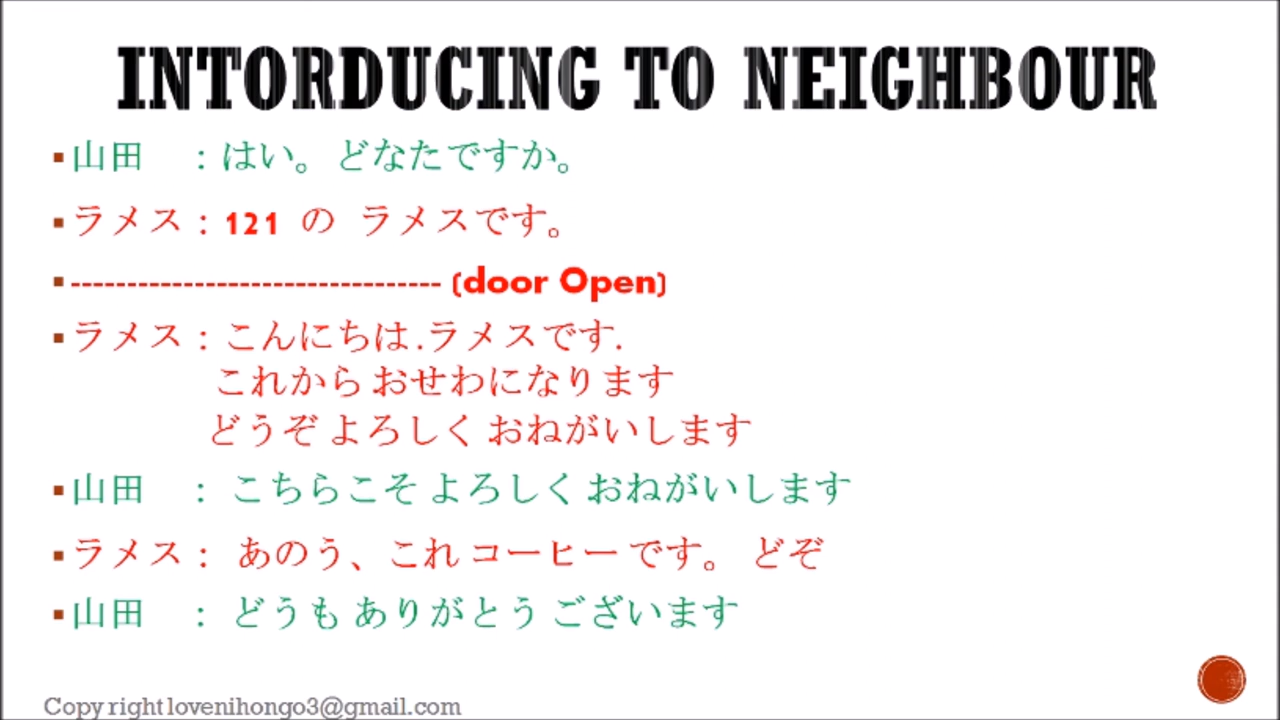 INTORDUCING TO NEIGHBOUR
▪山田　：はい。どなたですか。
▪ラメス：121 の ラメスです。
▪--------------------------------- (door Open)
▪ラメス：こんにちは.ラメスです.
これから おせわになります
どうぞ よろしく おねがいします
▪山田　： こちらこそ よろしく おねがいします
▪ラメス： あのう、これ コーヒー です。 どぞ
▪山田　： どうも ありがとう ございます
Copy right lovenihongo3@gmail.com